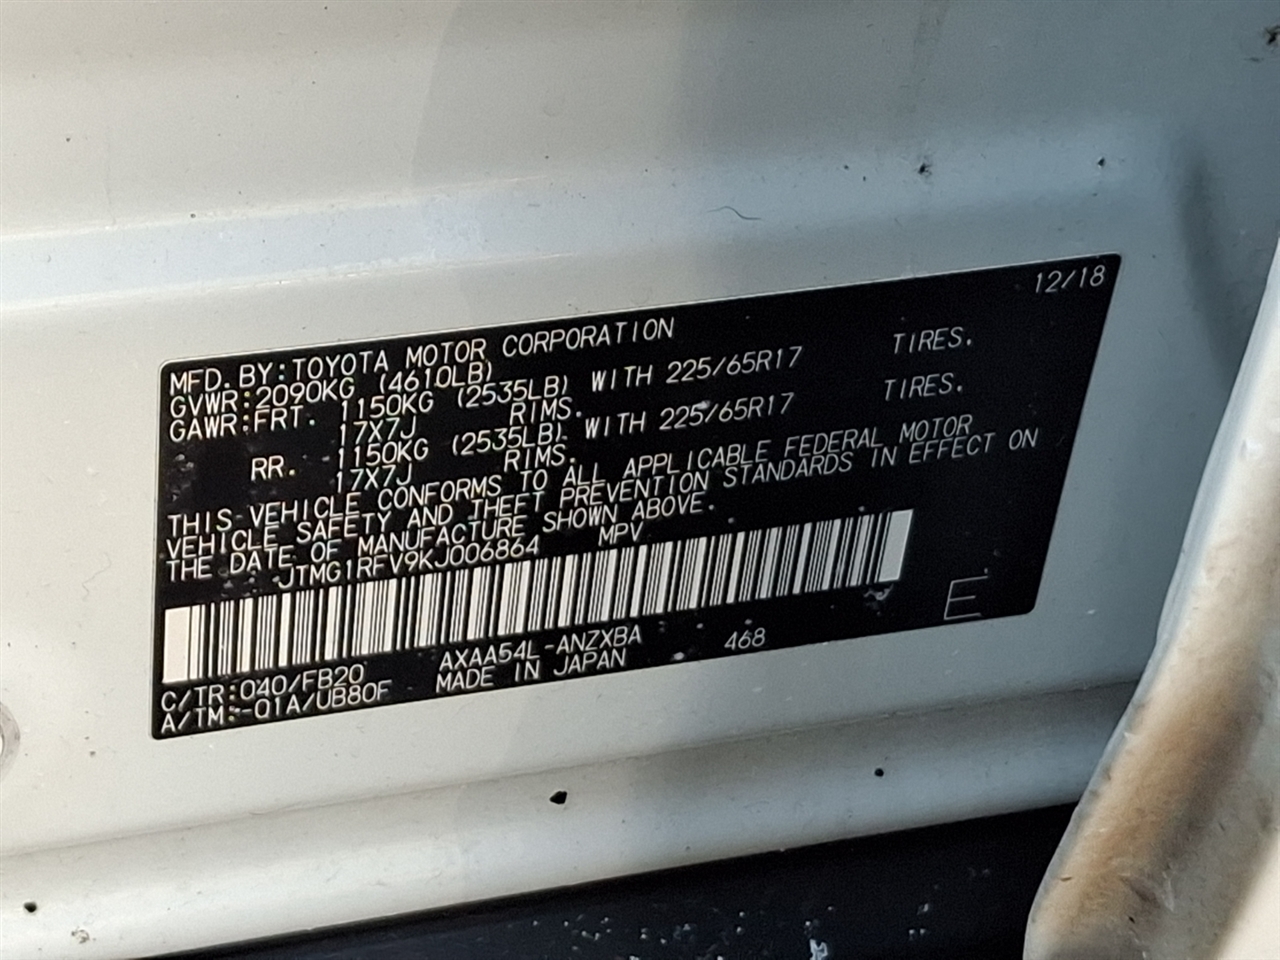 12/18
MFD. BY: TOYOTA MOTOR CORPORATION
GVWR: 2090KG (4610LB)
GAWR: FRT. 1150KG (2535LB) WITH 225/65R17 TIRES.
17X7J RIMS.
RR. 1150KG (2535LB) WITH 225/65R17 TIRES.
17X7J RIMS.
THIS VEHICLE CONFORMS TO ALL APPLICABLE FEDERAL MOTOR
VEHICLE SAFETY AND THEFT PREVENTION STANDARDS IN EFFECT ON
THE DATE OF MANUFACTURE SHOWN ABOVE.
JTMG1RFV9KJ006864 MPV
C/TR: 040/FB20 AXAA54L-ANZXBA 468 E
A/TM: -01A/UB80F MADE IN JAPAN